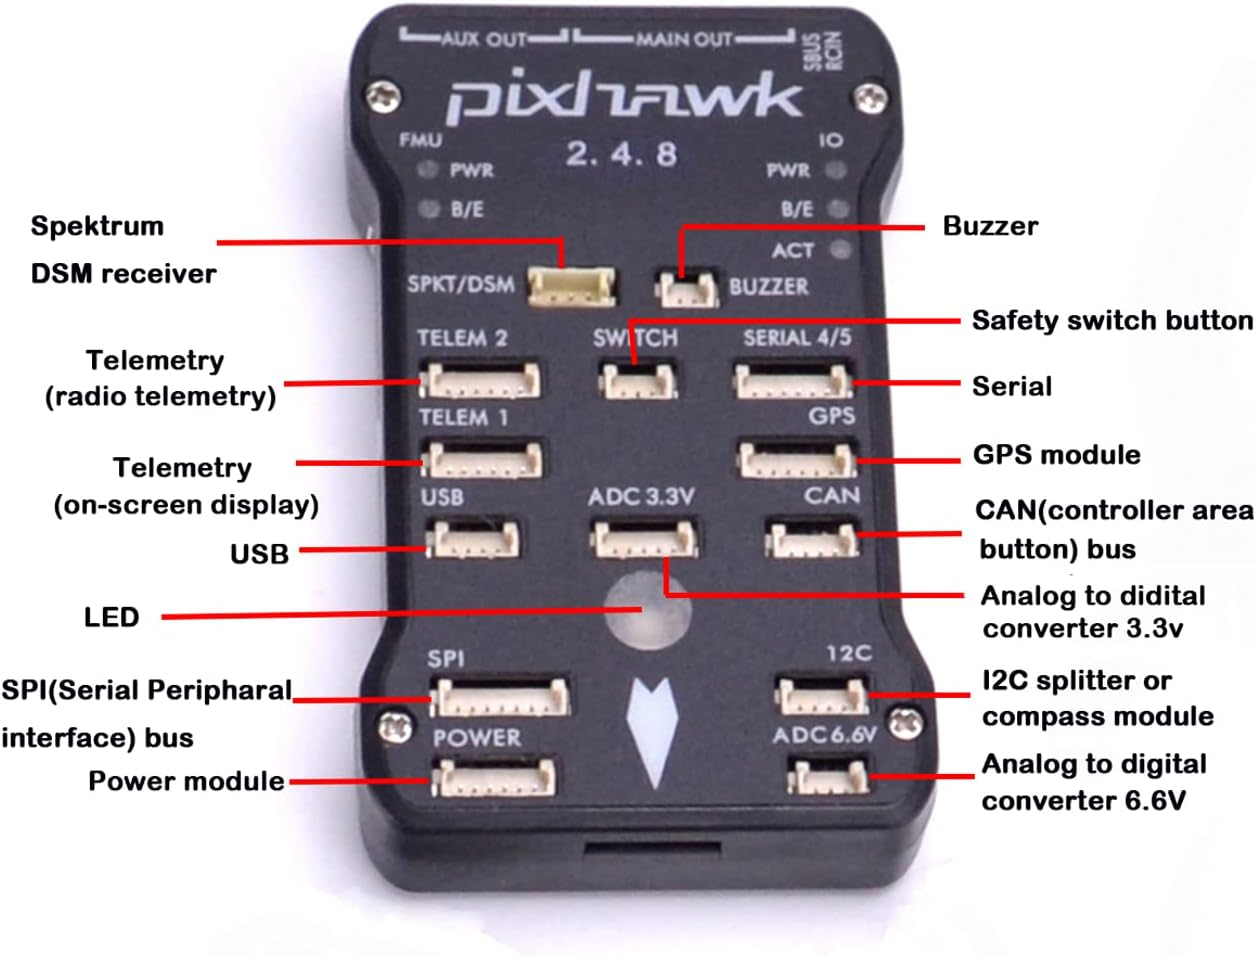 AUX OUT MAIN OUT
SBUS
RCIN
pixhawk
2.4.8
FMU
PWR
B/E
IO
PWR
B/E
ACT
Spektrum
DSM receiver
SPKT/DSM
BUZZER
Buzzer
TELEM 2
SWITCH
SERIAL 4/5
Safety switch button
Telemetry
(radio telemetry)
Serial
TELEM 1
GPS
Telemetry
(on-screen display)
GPS module
USB
ADC 3.3V
CAN
USB
CAN(controller area
button) bus
LED
Analog to didital
converter 3.3v
SPI
12C
SPI(Serial Peripharal
interface) bus
I2C splitter or
compass module
POWER
ADC 6.6V
Power module
Analog to digital
converter 6.6V